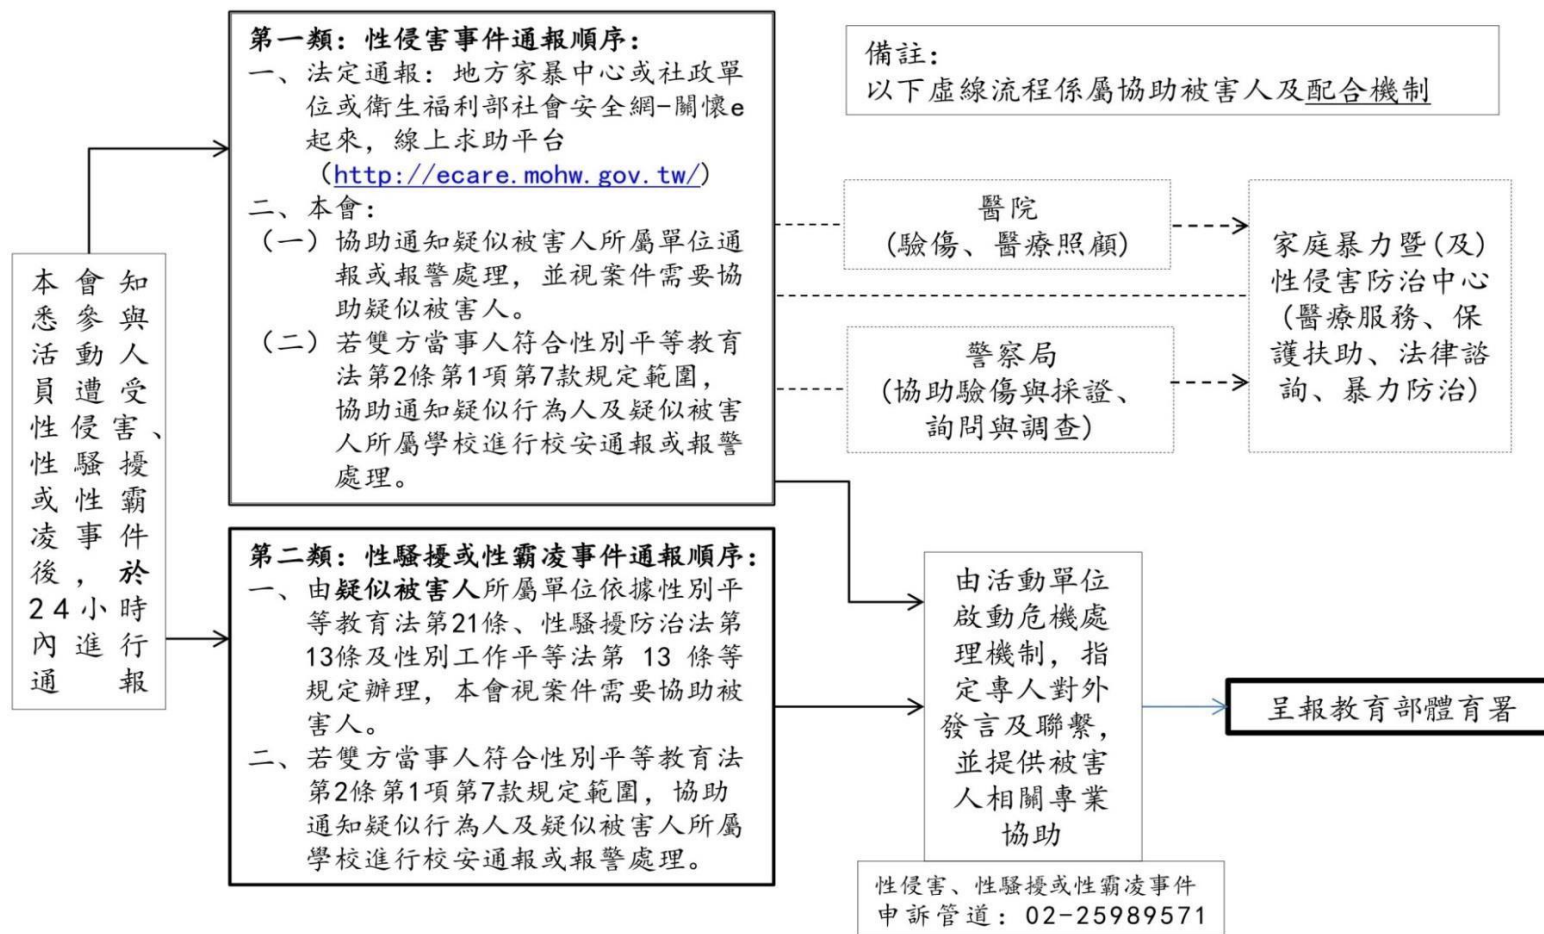 本會知
悉參與
活動人
員遭受
性侵害、
性騷擾
或性霸
凌事件
後，於
24小時
內進行
通報
第一類：性侵害事件通報順序：
一、法定通報：地方家暴中心或社政單
位或衛生福利部社會安全網-關懷e
起來，線上求助平台
（http://ecare.mohw.gov.tw/）
二、本會：
（一）協助通知疑似被害人所屬單位通
報或報警處理，並視案件需要協
助疑似被害人。
（二）若雙方當事人符合性別平等教育
法第2條第1項第7款規定範圍，
協助通知疑似行為人及疑似被害
人所屬學校進行校安通報或報警
處理。
第二類：性騷擾或性霸凌事件通報順序：
一、由疑似被害人所屬單位依據性別平
等教育法第21條、性騷擾防治法第
13條及性別工作平等法第 13 條等
規定辦理，本會視案件需要協助被
害人。
二、若雙方當事人符合性別平等教育法
第2條第1項第7款規定範圍，協助
通知疑似行為人及疑似被害人所屬
學校進行校安通報或報警處理。
備註：
以下虛線流程係屬協助被害人及配合機制
醫院
(驗傷、醫療照顧)
警察局
(協助驗傷與採證、
詢問與調查)
家庭暴力暨(及)
性侵害防治中心
(醫療服務、保
護扶助、法律諮
詢、暴力防治)
由活動單位
啟動危機處
理機制，指
定專人對外
發言及聯繫，
並提供被害
人相關專業
協助
性侵害、性騷擾或性霸凌事件
申訴管道：02-25989571
呈報教育部體育署